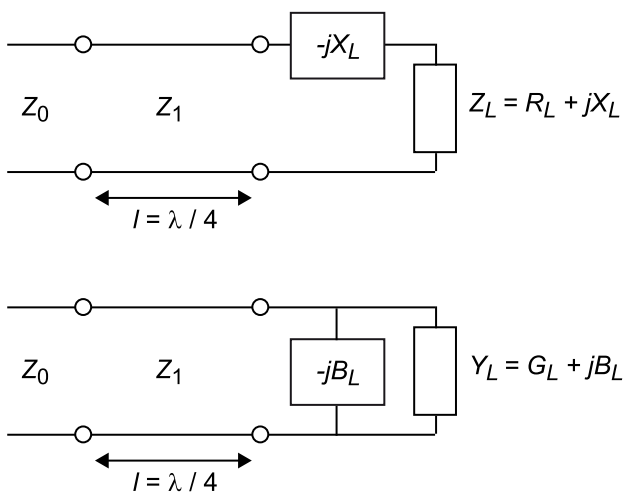 -jX_L
Z_0 Z_1 Z_L = R_L + jX_L
l = λ / 4
Z_0 Z_1 -jB_L Y_L = G_L + jB_L
l = λ / 4